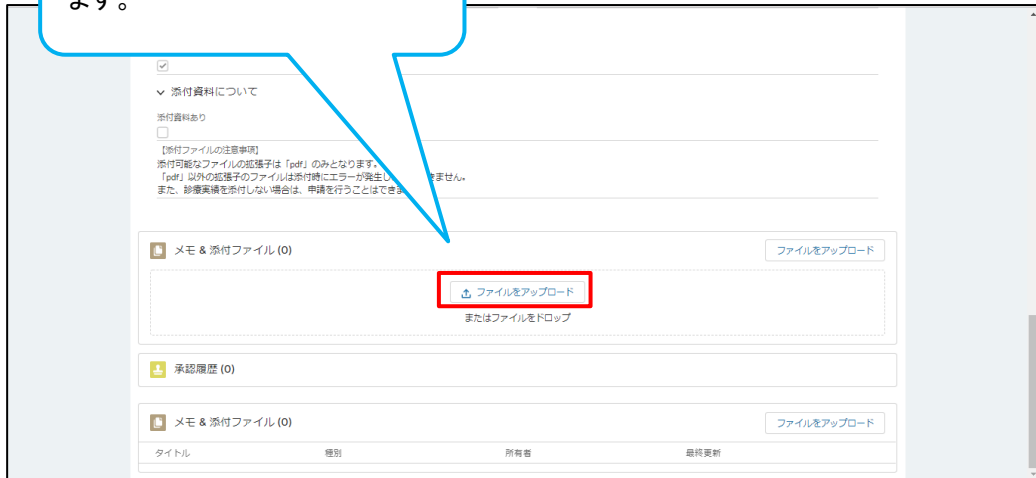 ます。
添付資料について
添付資料あり
【添付ファイルの注意事項】
添付可能なファイルの拡張子は「pdf」のみとなります。
「pdf」以外の拡張子のファイルは添付時にエラーが発生し きません。
また、診療実績を添付しない場合は、申請を行うことはできま
メモ & 添付ファイル (0)
ファイルをアップロード
ファイルをアップロード
またはファイルをドロップ
承認履歴 (0)
メモ & 添付ファイル (0)
ファイルをアップロード
タイトル 種別 所有者 最終更新